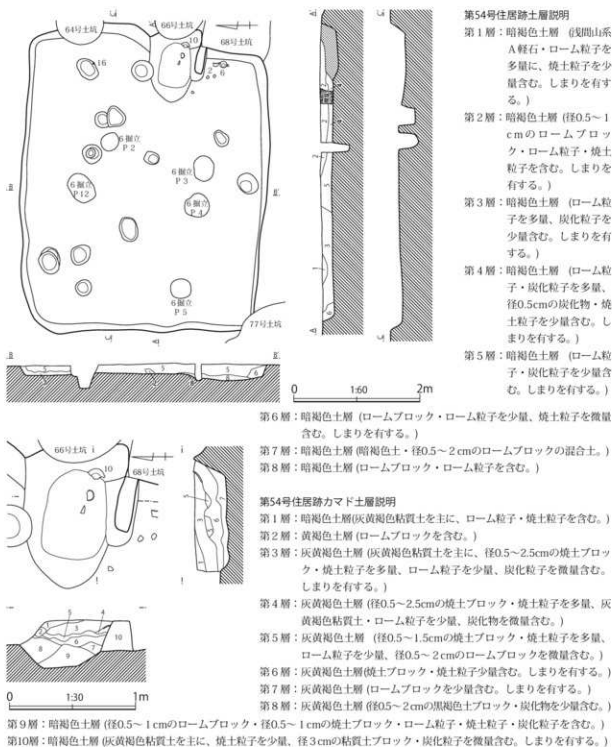 64号土坑
66号土坑
68号土坑
10
16
2
6
6掘立
P 2
6掘立
P 3
6掘立
P12
6掘立
P 4
6掘立
P 5
77号土坑
0 1:60 2m
第54号住居跡土層説明
第1層：暗褐色土層 (浅間山系
A軽石・ローム粒子を
多量に、焼土粒子を少
量含む。しまりを有す
る。)
第2層：暗褐色土層 (径0.5～1
cmのロームブロッ
ク・ローム粒子・焼土
粒子を含む。しまりを
有する。)
第3層：暗褐色土層 (ローム粒
子を多量、炭化粒子を
少量含む。しまりを有
する。)
第4層：暗褐色土層 (ローム粒
子・炭化粒子を多量、
径0.5cmの炭化物・焼
土粒子を少量含む。し
まりを有する。)
第5層：暗褐色土層 (ローム粒
子・炭化粒子を少量含
む。しまりを有する。)
第6層：暗褐色土層 (ロームブロック・ローム粒子を少量、焼土粒子を微量
含む。しまりを有する。)
第7層：暗褐色土層 (暗褐色土・径0.5～2cmのロームブロックの混合土。)
第8層：暗褐色土層 (ロームブロック・ローム粒子を含む。)
66号土坑
68号土坑
10
第54号住居跡カマド土層説明
第1層：暗褐色土層(灰黄褐色粘質土を主に、ローム粒子・焼土粒子を含む。)
第2層：黄褐色土層 (ロームブロックを含む。)
第3層：灰黄褐色土層 (灰黄褐色粘質土を主に、径0.5～2.5cmの焼土ブロッ
ク・焼土粒子を多量、ローム粒子を少量、炭化粒子を微量含む。
しまりを有する。)
第4層：灰黄褐色土層 (径0.5～2.5cmの焼土ブロック・焼土粒子を多量、灰
黄褐色粘質土・ローム粒子を少量、炭化物を微量含む。)
第5層：灰黄褐色土層 (径0.5～1.5cmの焼土ブロック・焼土粒子を多量、
ローム粒子を少量、径0.5～2cmのロームブロックを微量含む。)
第6層：灰黄褐色土層(焼土ブロック・焼土粒子少量含む。しまりを有する。)
第7層：灰黄褐色土層 (ロームブロックを少量含む。しまりを有する。)
第8層：灰黄褐色土層 (径0.5～2cmの黒褐色土ブロック・炭化物を少量含む。)
0 1:30 1m
第9層：暗褐色土層 (径0.5～1cmのロームブロック・径0.5～1cmの焼土ブロック・ローム粒子・焼土粒子・炭化粒子を含む。)
第10層：暗褐色土層 (灰黄褐色粘質土を主に、焼土粒子を少量、径3cmの粘質土ブロック・炭化粒子を微量含む。しまりを有する。)